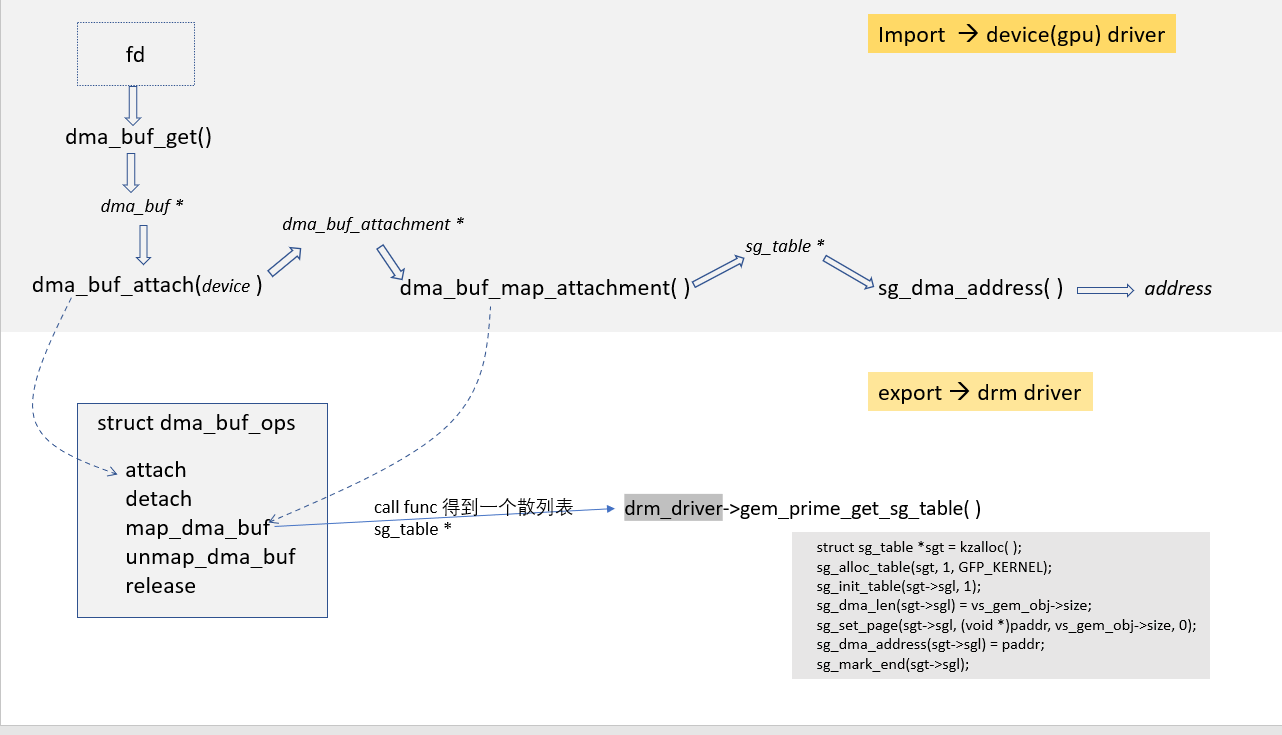 Import → device(gpu) driver
fd
dma_buf_get()
dma_buf *
dma_buf_attachment *
sg_table *
dma_buf_attach(device )
dma_buf_map_attachment( )
sg_dma_address( )
address
export → drm driver
struct dma_buf_ops
attach
detach
map_dma_buf
unmap_dma_buf
release
call func 得到一个散列表
sg_table *
drm_driver->gem_prime_get_sg_table( )
struct sg_table *sgt = kzalloc( );
sg_alloc_table(sgt, 1, GFP_KERNEL);
sg_init_table(sgt->sgl, 1);
sg_dma_len(sgt->sgl) = vs_gem_obj->size;
sg_set_page(sgt->sgl, (void *)paddr, vs_gem_obj->size, 0);
sg_dma_address(sgt->sgl) = paddr;
sg_mark_end(sgt->sgl);